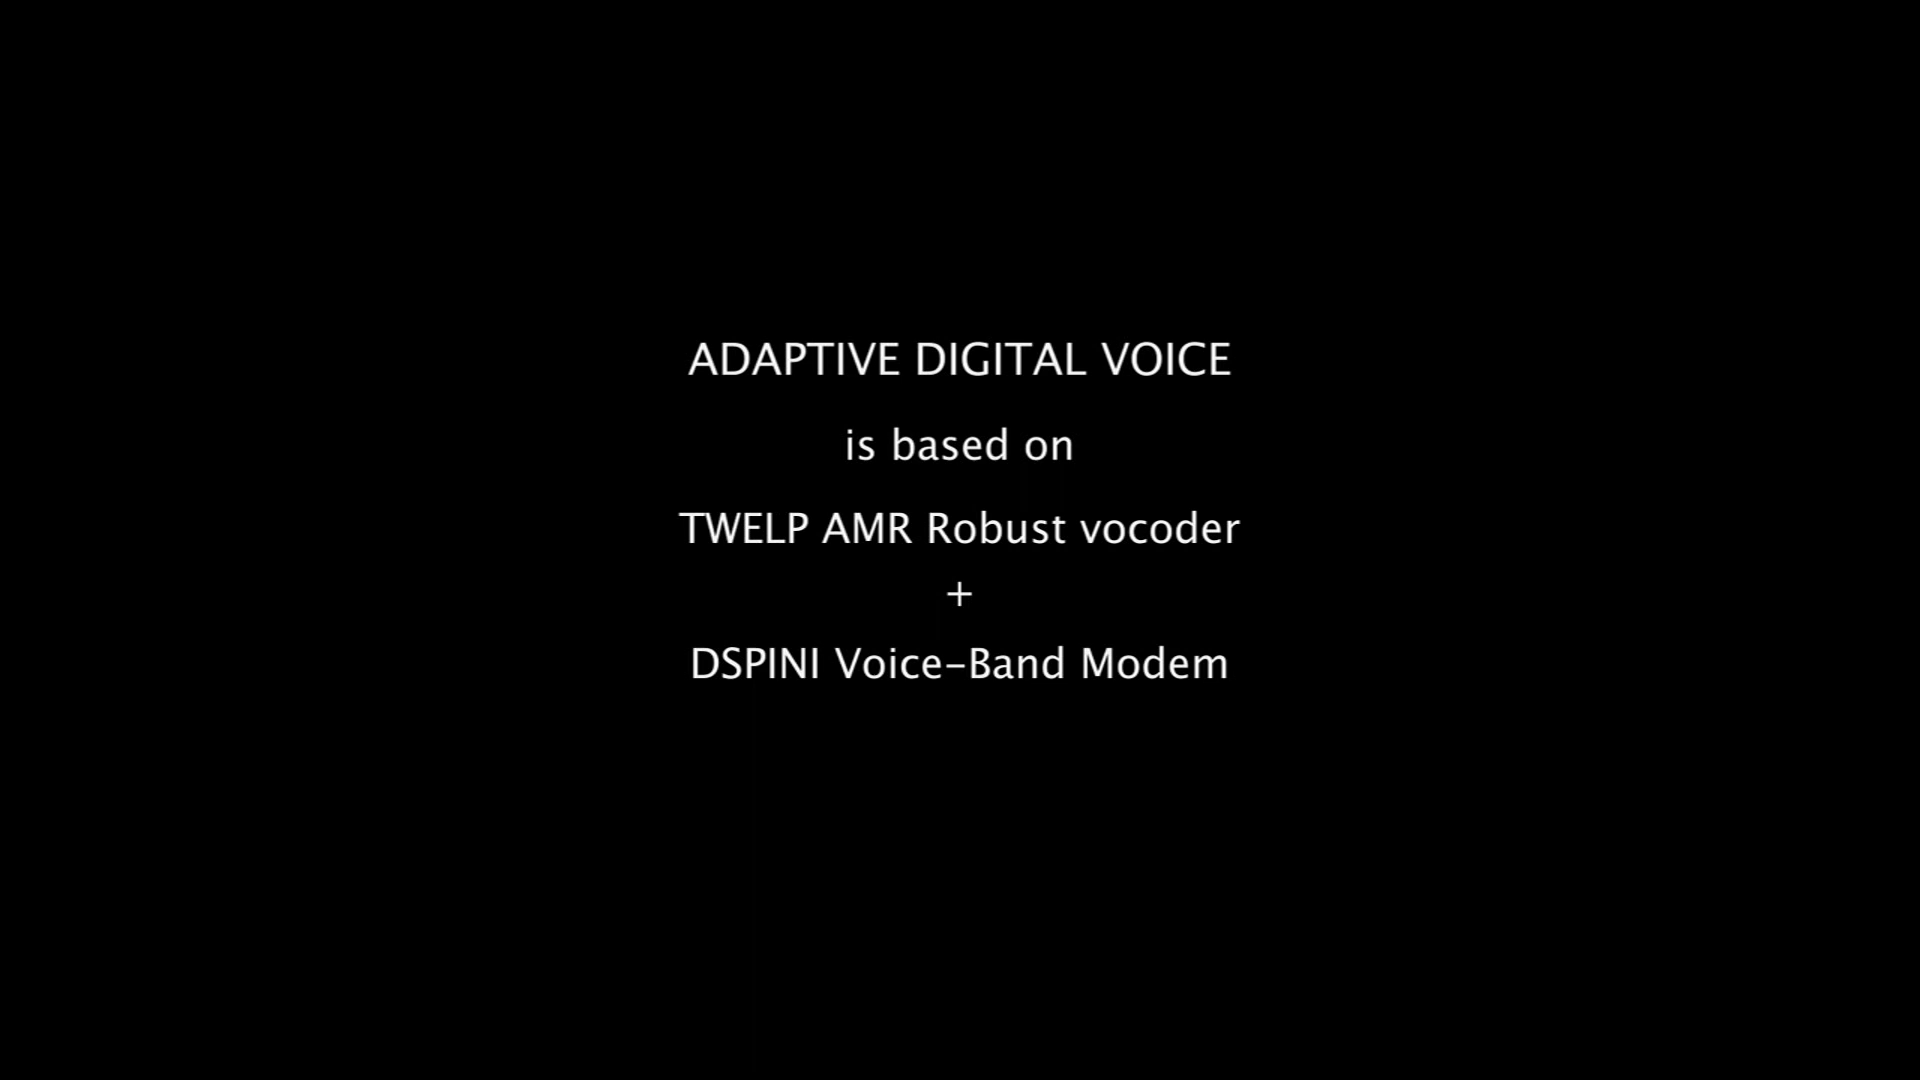 ADAPTIVE DIGITAL VOICE
is based on
TWELP AMR Robust vocoder
+
DSPINI Voice-Band Modem